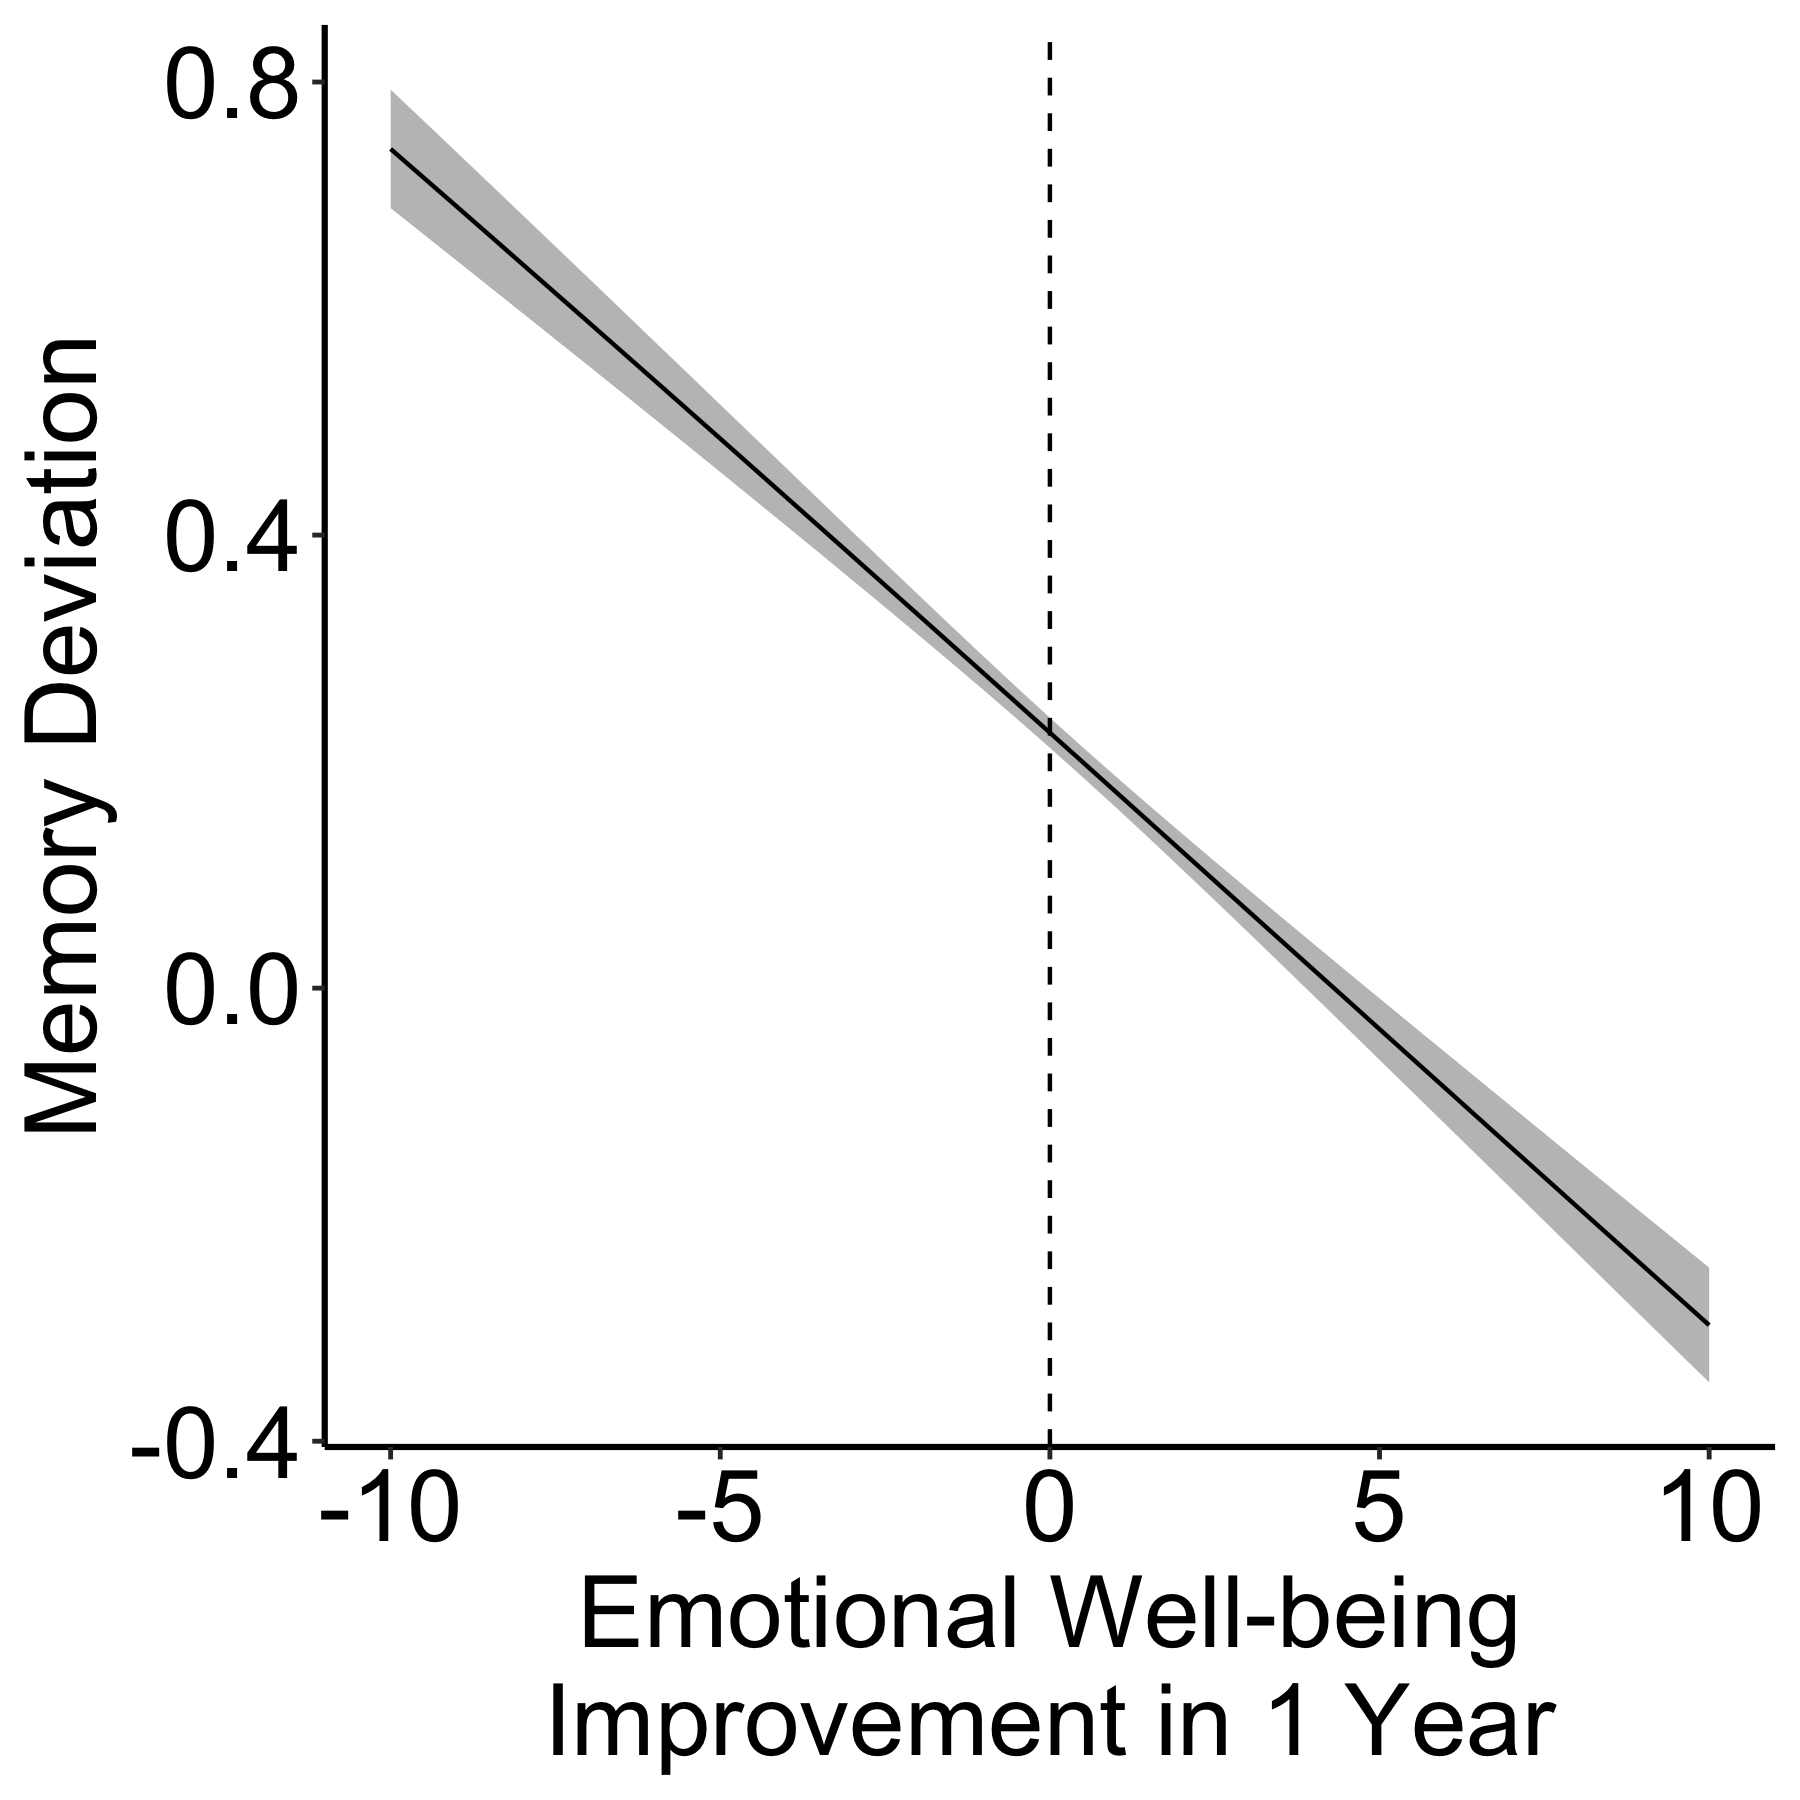 Memory Deviation
0.8
0.4
0.0
-0.4
-10 -5 0 5 10
Emotional Well-being
Improvement in 1 Year